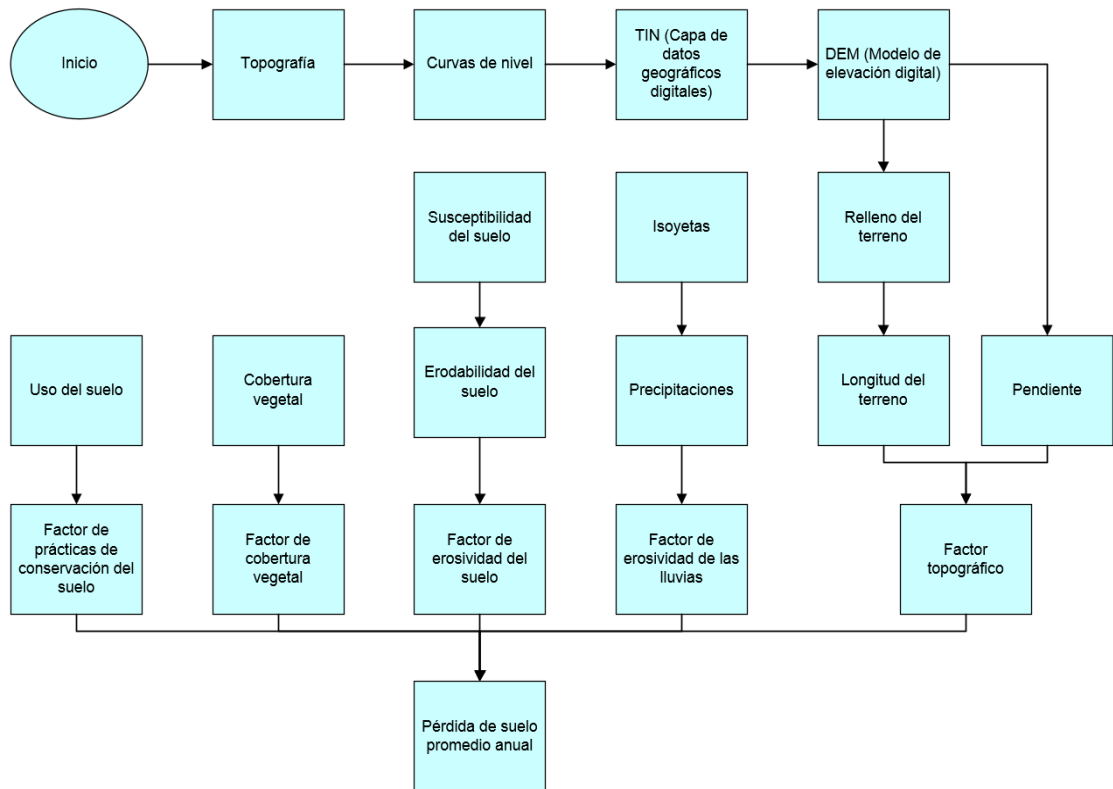 Inicio
Topografía
Curvas de nivel
TIN (Capa de
datos
geográficos
digitales)
DEM (Modelo de
elevación digital)
Susceptibilidad
del suelo
Isoyetas
Relleno del
terreno
Uso del suelo
Cobertura
vegetal
Erodabilidad del
suelo
Precipitaciones
Longitud del
terreno
Pendiente
Factor de
prácticas de
conservación del
suelo
Factor de
cobertura
vegetal
Factor de
erosividad del
suelo
Factor de
erosividad de las
lluvias
Factor
topográfico
Pérdida de suelo
promedio anual